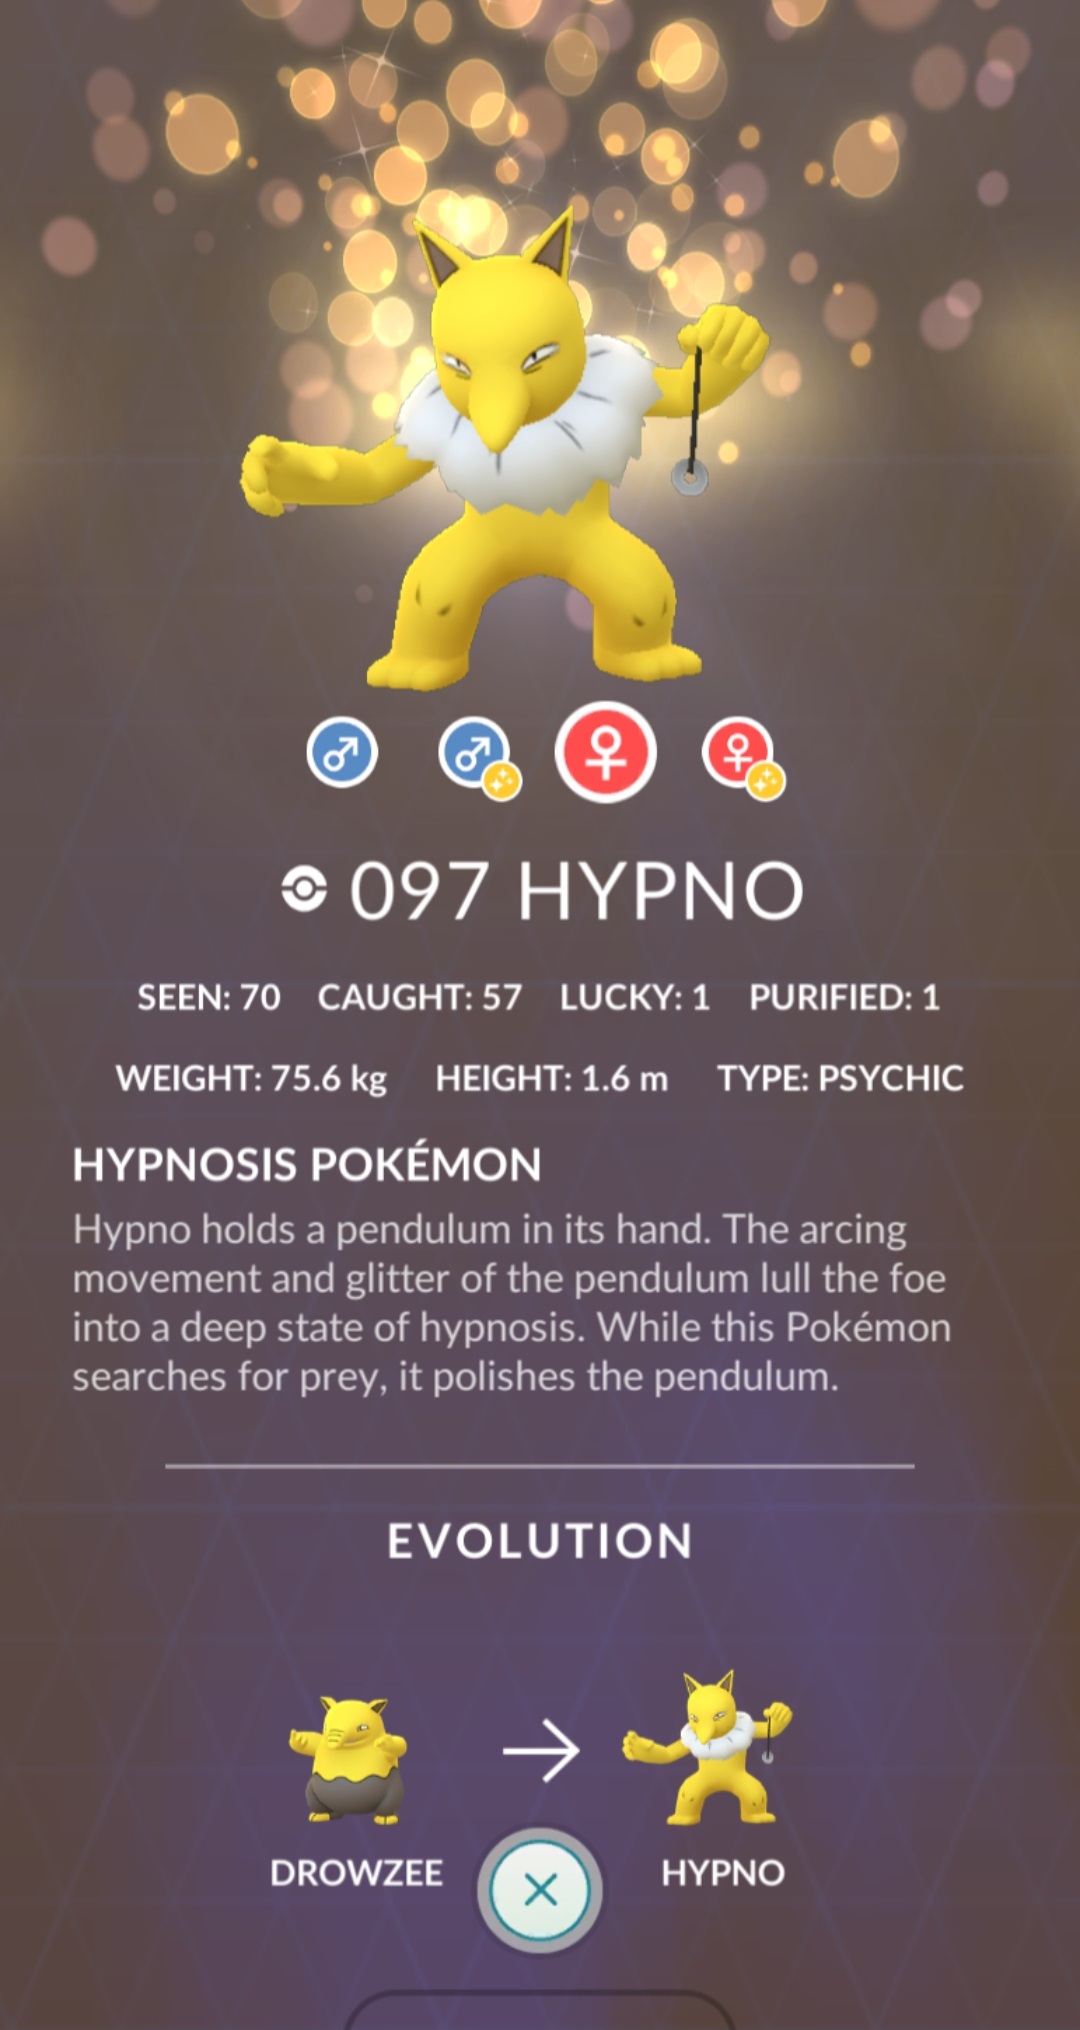 097 HYPNO
SEEN: 70 CAUGHT: 57 LUCKY: 1 PURIFIED: 1
WEIGHT: 75.6 kg HEIGHT: 1.6 m TYPE: PSYCHIC
HYPNOSIS POKÉMON
Hypno holds a pendulum in its hand. The arcing
movement and glitter of the pendulum lull the foe
into a deep state of hypnosis. While this Pokémon
searches for prey, it polishes the pendulum.
EVOLUTION
DROWZEE HYPNO